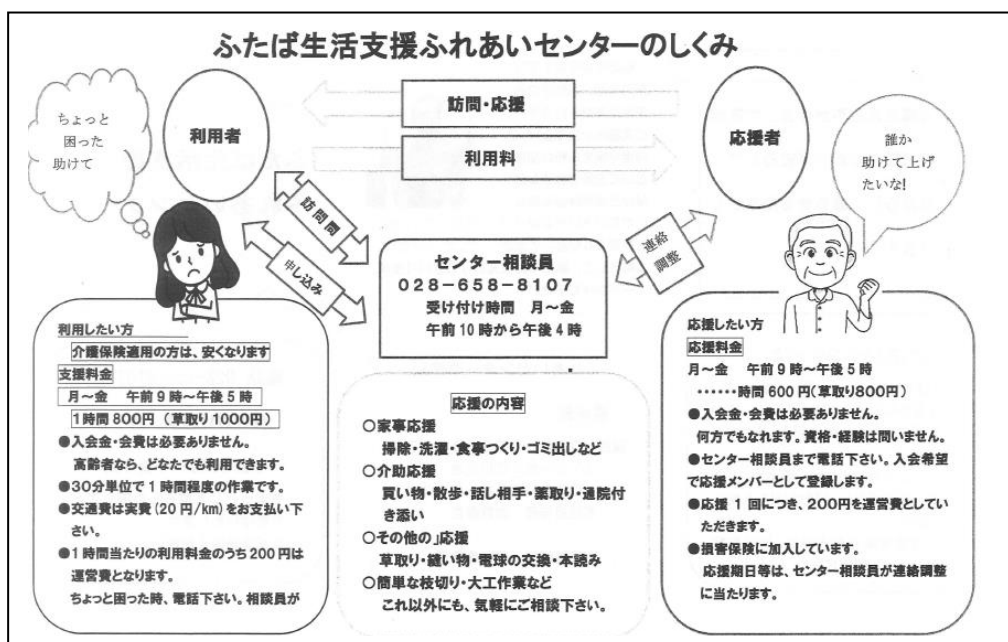 ふたば生活支援ふれあいセンターのしくみ
ちょっと
困った
助けて
利用者
訪問・応援
利用料
応援者
誰か
助けて上げ
たいな!
訪問問
申し込み
連絡
調整
センター相談員
028-658-8107
受け付け時間 月~金
午前10時から午後4時
利用したい方
介護保険適用の方は、安くなります
支援料金
月~金 午前9時~午後5時
1時間800円(草取り1000円)
●入会金・会費は必要ありません。
高齢者なら、どなたでも利用できます。
●30分単位で1時間程度の作業です。
●交通費は実費(20円/km)をお支払い下
さい。
●1時間当たりの利用料金のうち200円は
運営費となります。
ちょっと困った時、電話下さい。相談員が
応援の内容
○家事応援
掃除・洗濯・食事つくり・ゴミ出しなど
○介助応援
買い物・散歩・話し相手・薬取り・通院付
き添い
○その他の」応援
草取り・縫い物・電球の交換・本読み
○簡単な枝切り・大工作業など
これ以外にも、気軽にご相談下さい。
応援したい方
応援料金
月~金 午前9時~午後5時
‥‥‥時間600円(草取り800円)
●入会金・会費は必要ありません。
何方でもなれます。資格・経験は問いません。
●センター相談員まで電話下さい。入会希望
で応援メンバーとして登録します。
●応援1回につき、200円を運営費としてい
ただきます。
●損害保険に加入しています。
応援期日等は、センター相談員が連絡調整
に当たります。